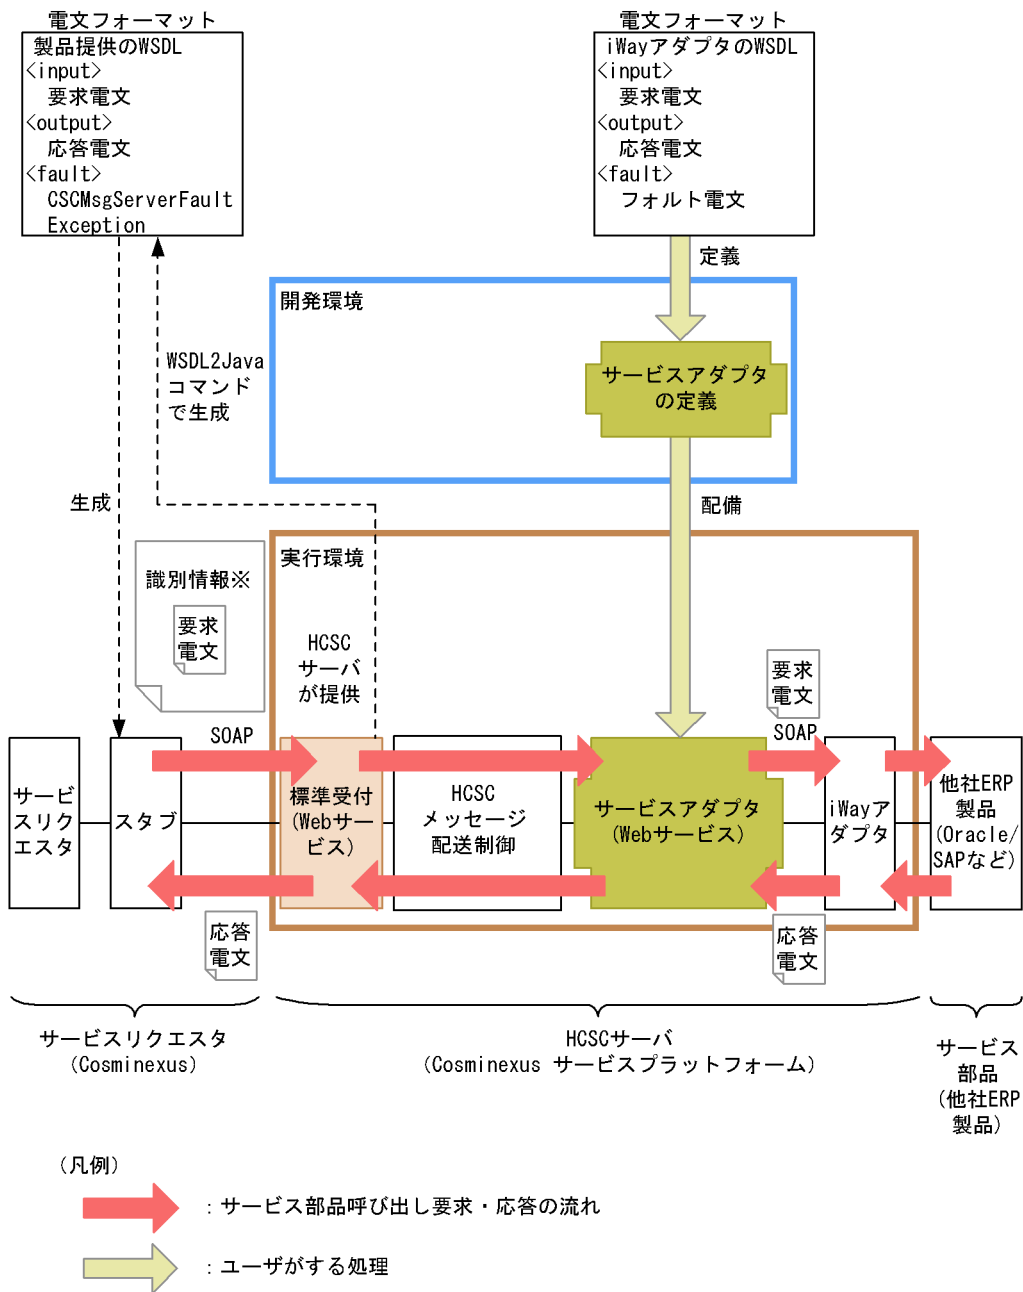 電文フォーマット
製品提供のWSDL
<input>
要求電文
<output>
応答電文
<fault>
CSCMsgServerFault
Exception
電文フォーマット
iWayアダプタのWSDL
<input>
要求電文
<output>
応答電文
<fault>
フォルト電文
定義
開発環境
WSDL2Java
コマンド
で生成
サービスアダプタ
の定義
生成
配備
実行環境
識別情報※
要求
電文
HCSC
サーバ
が提供
要求
電文
SOAP
SOAP
サービ
スリク
エスタ
スタブ
標準受付
(Webサー
ビス)
HCSC
メッセージ
配送制御
サービスアダプタ
(Webサービス)
iWayア
ダプタ
他社ERP
製品
(Oracle/
SAPなど)
応答
電文
応答
電文
サービスリクエスタ
(Cosminexus)
HCSCサーバ
(Cosminexus サービスプラットフォーム)
サービス
部品
(他社ERP
製品)
(凡例)
:サービス部品呼び出し要求・応答の流れ
:ユーザがする処理